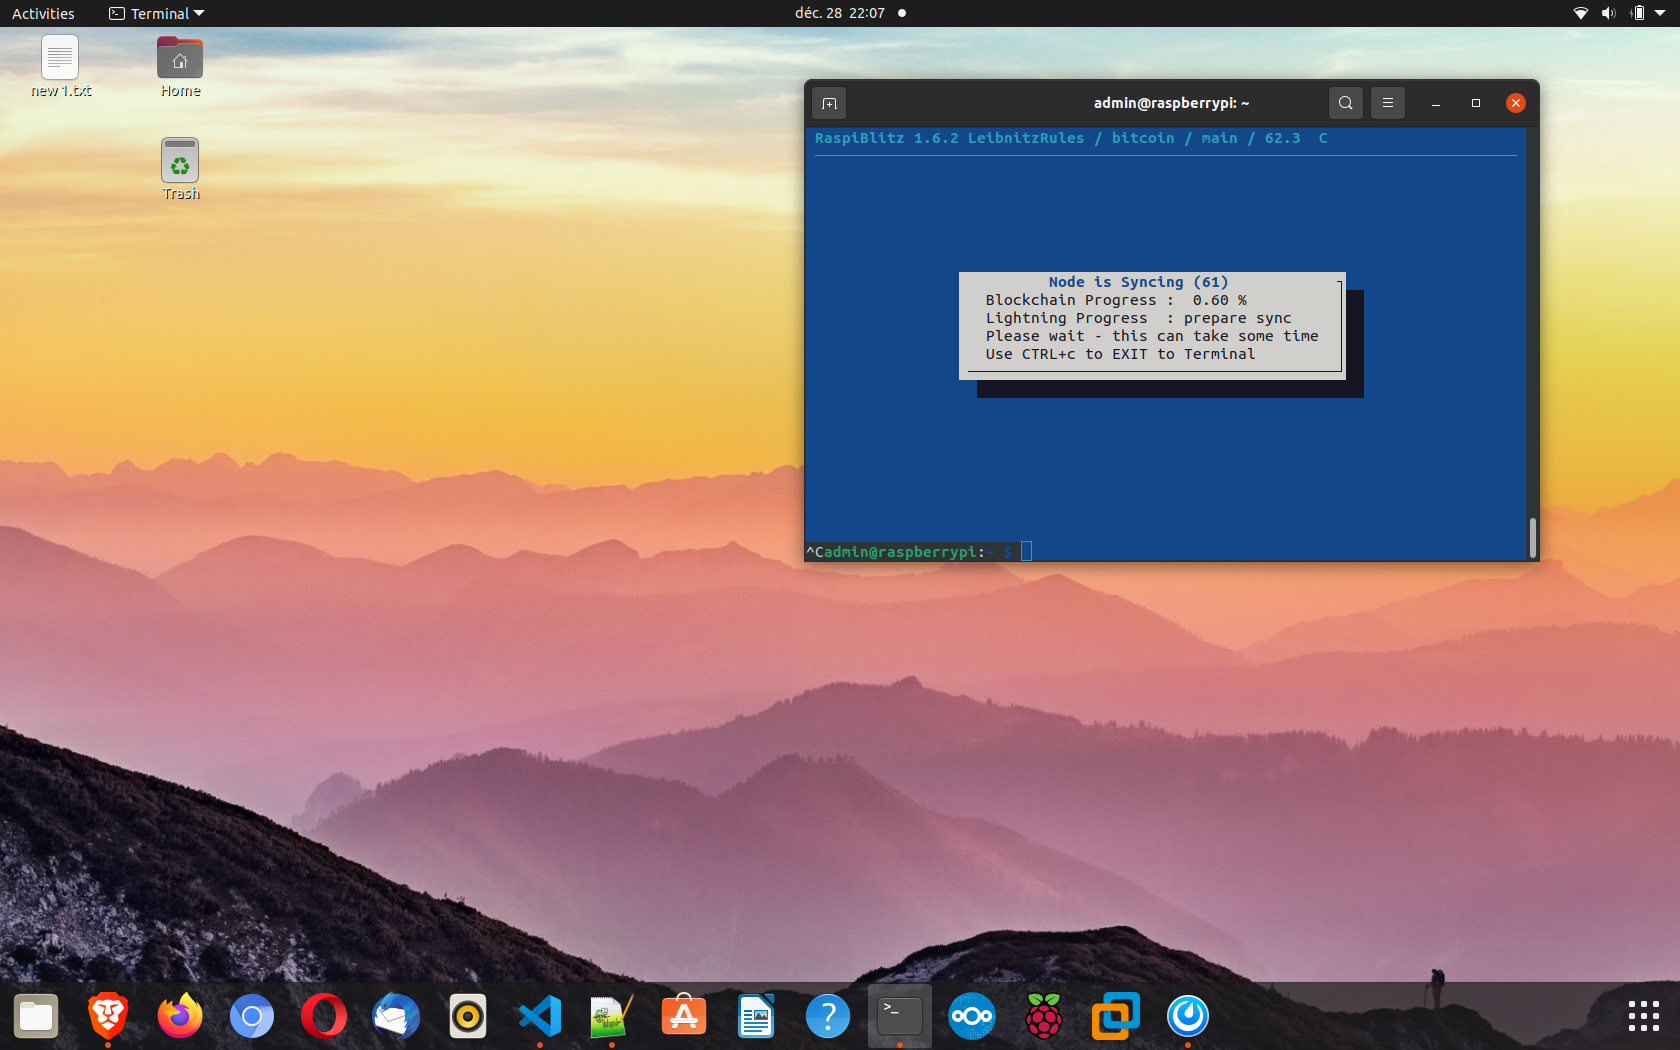 Activities
Terminal
déc. 28 22:07
new 1.txt
Home
Trash
admin@raspberrypi: ~
RaspiBlitz 1.6.2 LeibnitzRules / bitcoin / main / 62.3  C
Node is Syncing (61)
Blockchain Progress :  0.60 %
Lightning Progress  : prepare sync
Please wait - this can take some time
Use CTRL+c to EXIT to Terminal
^Cadmin@raspberrypi:~ $